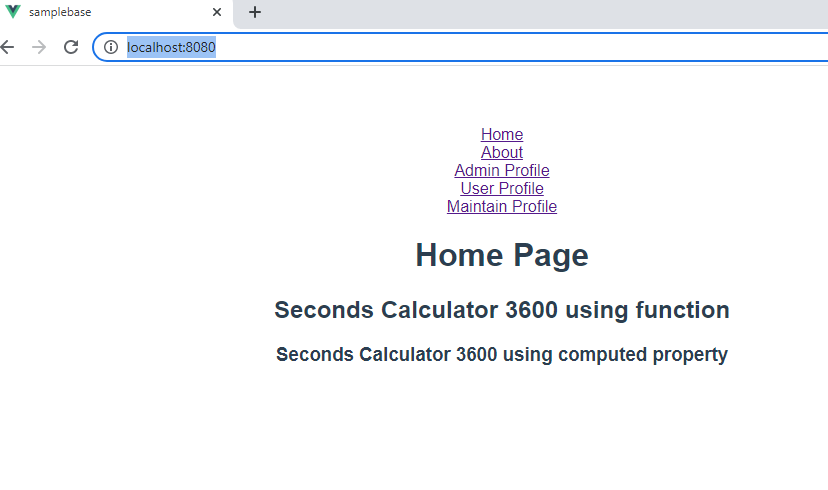 samplebase
localhost:8080
Home
About
Admin Profile
User Profile
Maintain Profile
Home Page
Seconds Calculator 3600 using function
Seconds Calculator 3600 using computed property